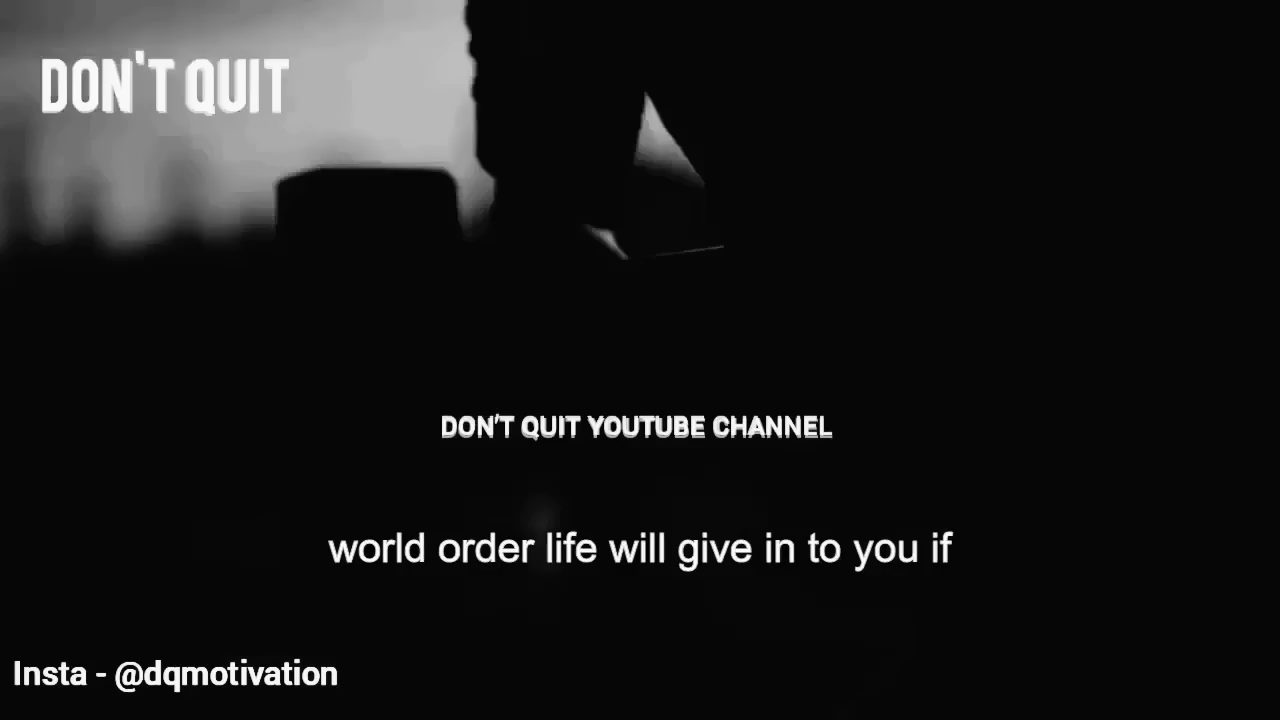 DON'T QUIT
DON'T QUIT YOUTUBE CHANNEL
world order life will give in to you if
Insta - @dqmotivation